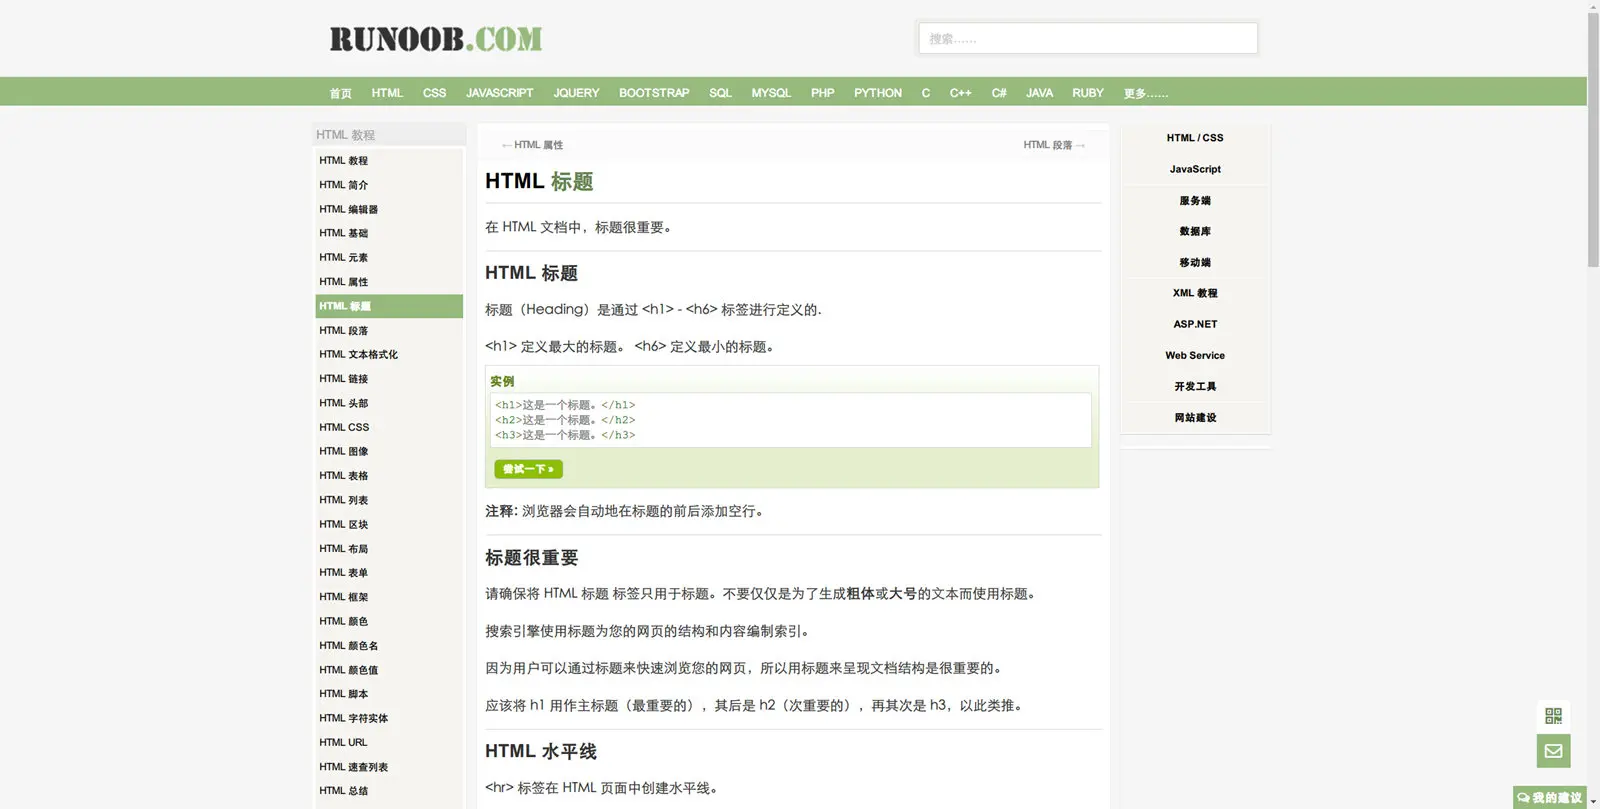 RUNOOB.COM
搜索……
首页 HTML CSS JAVASCRIPT JQUERY BOOTSTRAP SQL MYSQL PHP PYTHON C C++ C# JAVA RUBY 更多……
HTML 教程
HTML 教程
HTML 简介
HTML 编辑器
HTML 基础
HTML 元素
HTML 属性
HTML 标题
HTML 段落
HTML 文本格式化
HTML 链接
HTML 头部
HTML CSS
HTML 图像
HTML 表格
HTML 列表
HTML 区块
HTML 布局
HTML 表单
HTML 框架
HTML 颜色
HTML 颜色名
HTML 颜色值
HTML 脚本
HTML 字符实体
HTML URL
HTML 速查列表
HTML 总结
←HTML 属性 HTML 段落→
HTML 标题
在 HTML 文档中，标题很重要。
HTML 标题
标题（Heading）是通过 <h1> - <h6> 标签进行定义的.
<h1> 定义最大的标题。 <h6> 定义最小的标题。
实例
<h1>这是一个标题。</h1>
<h2>这是一个标题。</h2>
<h3>这是一个标题。</h3>
尝试一下 »
注释: 浏览器会自动地在标题的前后添加空行。
标题很重要
请确保将 HTML 标题 标签只用于标题。不要仅仅是为了生成粗体或大号的文本而使用标题。
搜索引擎使用标题为您的网页的结构和内容编制索引。
因为用户可以通过标题来快速浏览您的网页，所以用标题来呈现文档结构是很重要的。
应该将 h1 用作主标题（最重要的），其后是 h2（次重要的），再其次是 h3，以此类推。
HTML 水平线
<hr> 标签在 HTML 页面中创建水平线。
HTML / CSS
JavaScript
服务端
数据库
移动端
XML 教程
ASP.NET
Web Service
开发工具
网站建设
我的建议